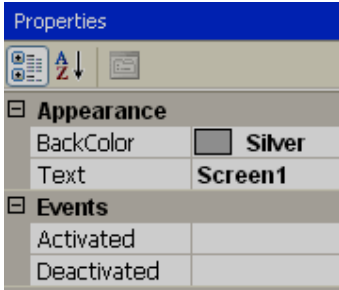 Properties
Appearance
BackColor Silver
Text Screen1
Events
Activated
Deactivated